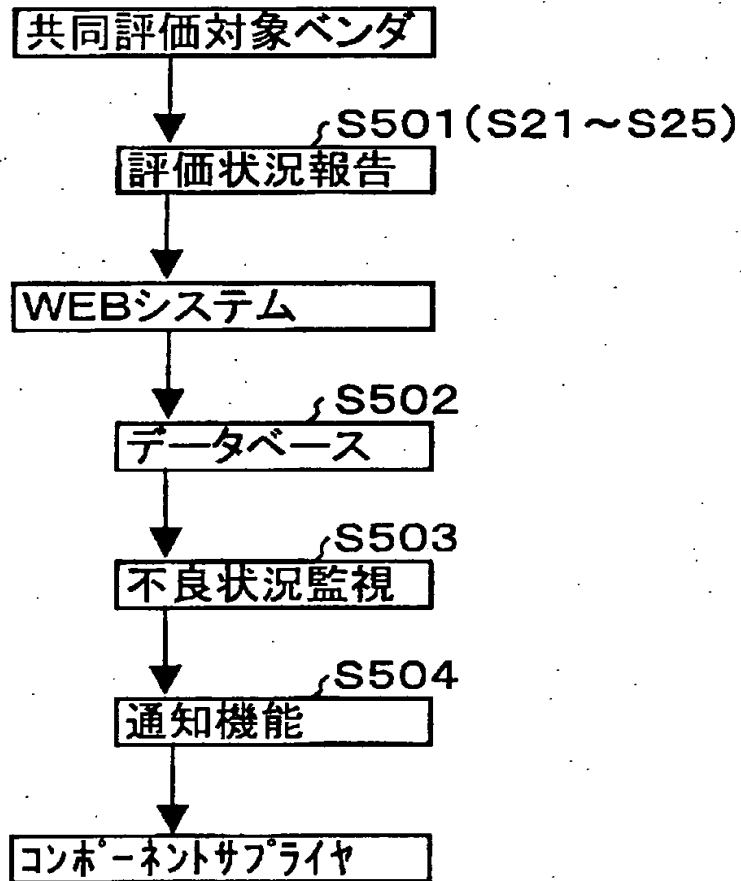 共同評価対象ベンダ
S501(S21～S25)
評価状況報告
WEBシステム
S502
データベース
S503
不良状況監視
S504
通知機能
コンポーネントサプライヤ